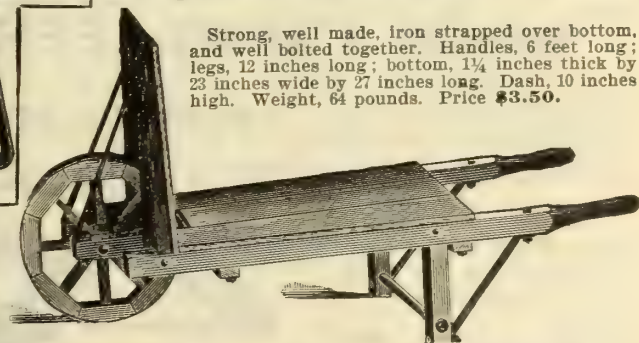 Strong, well made, iron strapped over bottom,
and well bolted together. Handles, 6 feet long;
legs, 12 inches long; bottom, 1¼ inches thick by
23 inches wide by 27 inches long. Dash, 10 inches
high. Weight, 64 pounds. Price $3.50.